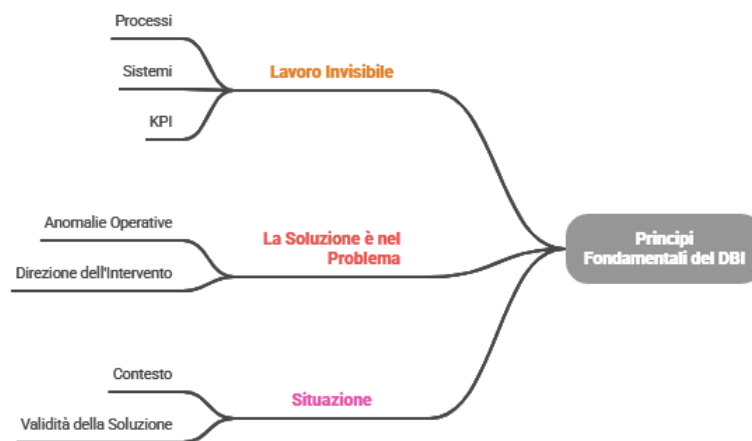 Processi
Sistemi
KPI
Lavoro Invisibile
Anomalie Operative
Direzione dell'Intervento
La Soluzione è nel
Problema
Principi
Fondamentali del DBI
Contesto
Validità della Soluzione
Situazione